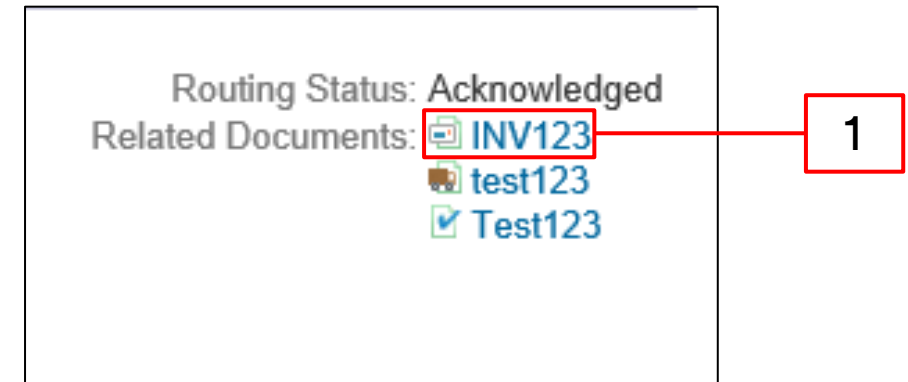 Routing Status: Acknowledged
Related Documents: INV123
1
test123
Test123